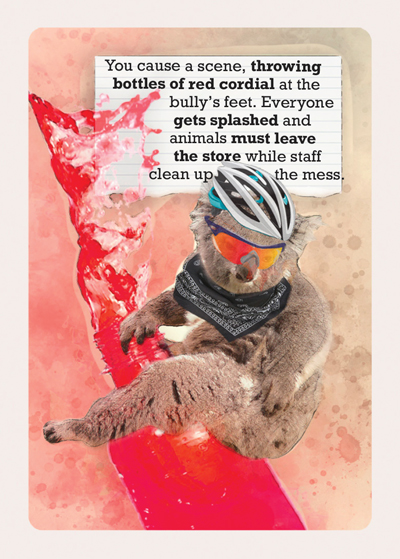 You cause a scene, throwing
bottles of red cordial at the
bully’s feet. Everyone
gets splashed and
animals must leave
the store while staff
clean up the mess.